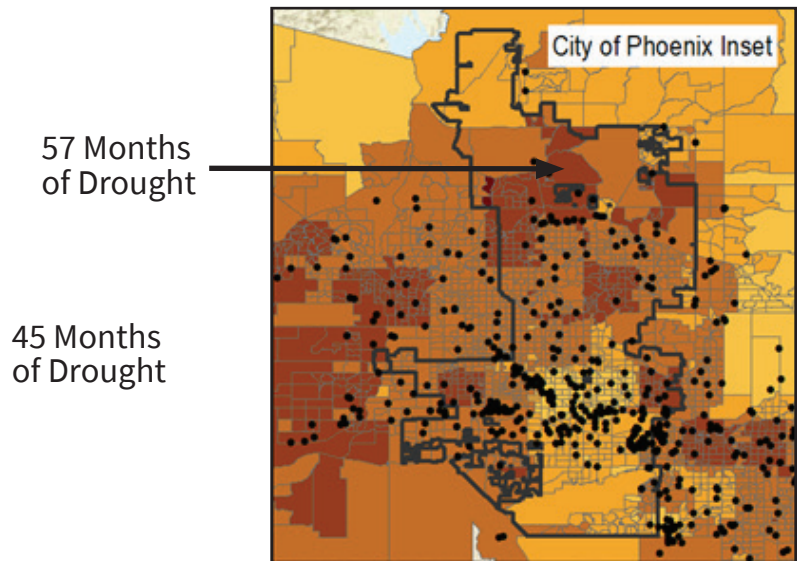 City of Phoenix Inset
57 Months
of Drought
45 Months
of Drought